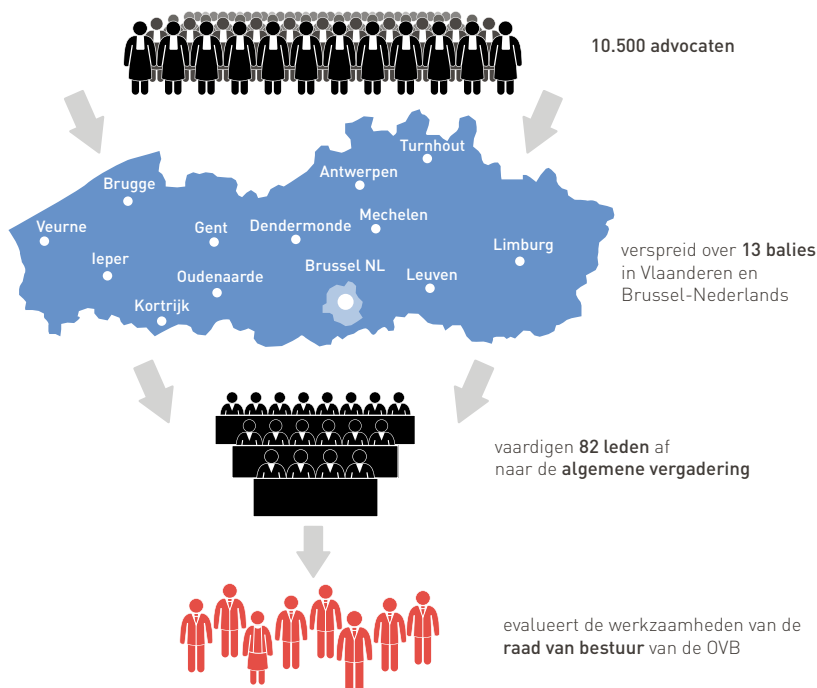 10.500 advocaten
Turnhout
Antwerpen
Brugge
Mechelen
Veurne
Gent
Dendermonde
Limburg
verspreid over 13 balies
in Vlaanderen en
Brussel-Nederlands
Ieper
Brussel NL
Oudenaarde
Leuven
Kortrijk
vaardigen 82 leden af
naar de algemene vergadering
evalueert de werkzaamheden van de
raad van bestuur van de OVB